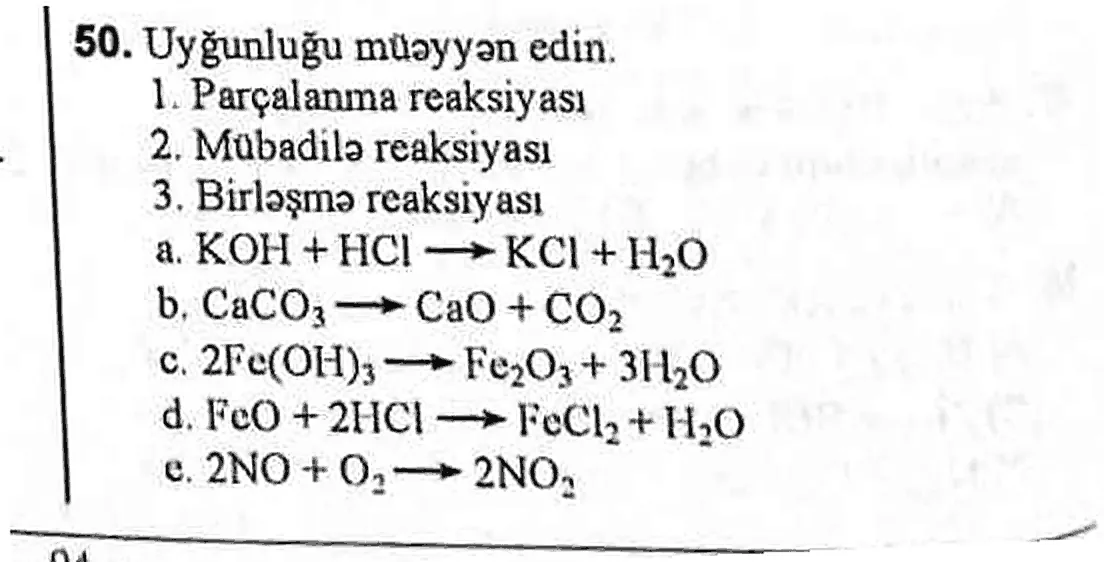 50. Uyğunluğu müəyyən edin.
1. Parçalanma reaksiyası
2. Mübadilə reaksiyası
3. Birləşmə reaksiyası
a. KOH + HCl ⟶ KCl + H₂O
b. CaCO₃ ⟶ CaO + CO₂
c. 2Fe(OH)₃ ⟶ Fe₂O₃ + 3H₂O
d. FeO + 2HCl ⟶ FeCl₂ + H₂O
e. 2NO + O₂ ⟶ 2NO₂